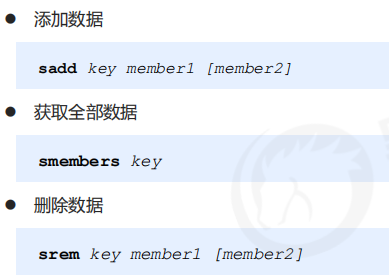 ● 添加数据
sadd key member1 [member2]
● 获取全部数据
smembers key
● 删除数据
srem key member1 [member2]